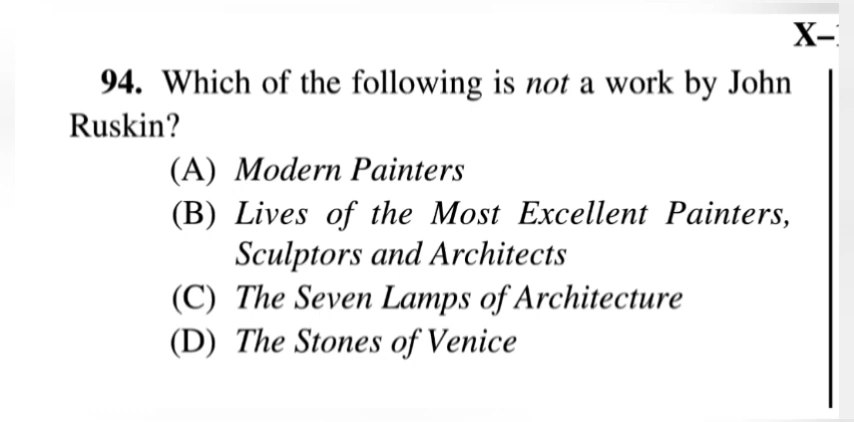 X–
94. Which of the following is not a work by John
Ruskin?
(A) Modern Painters
(B) Lives of the Most Excellent Painters,
Sculptors and Architects
(C) The Seven Lamps of Architecture
(D) The Stones of Venice